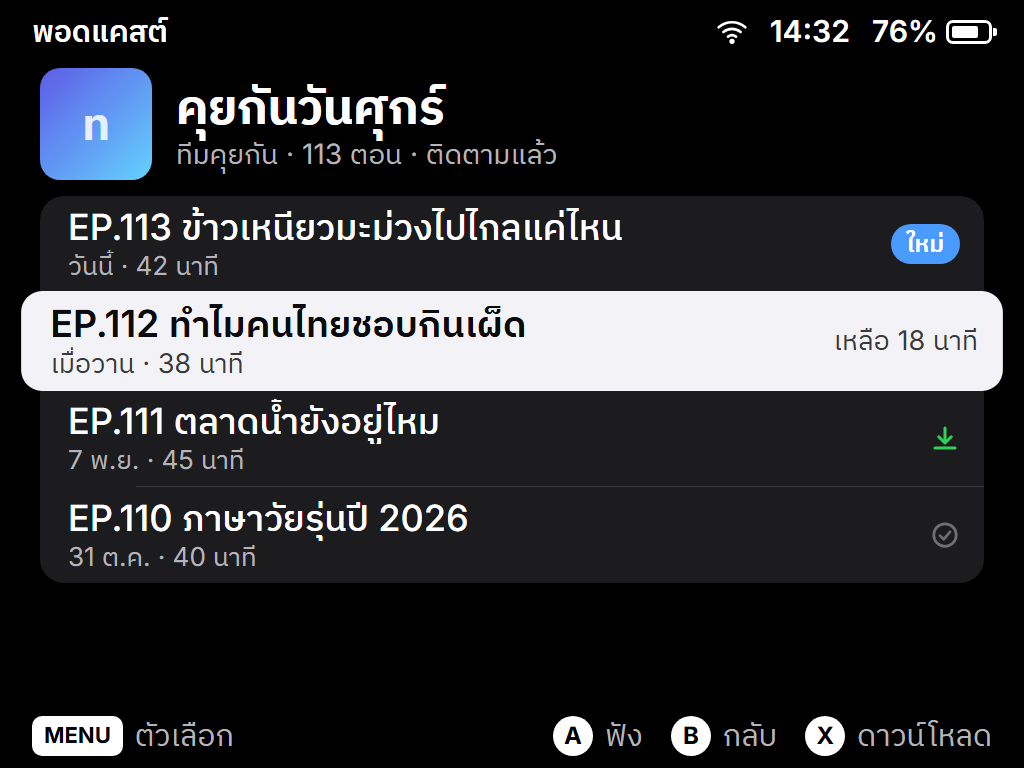 พอดแคสต์ 14:32 76%
ก
คุยกันวันศุกร์
ทีมคุยกัน · 113 ตอน · ติดตามแล้ว
EP.113 ข้าวเหนียวมะม่วงไปไกลแค่ไหน
วันนี้ · 42 นาที
ใหม่
EP.112 ทำไมคนไทยชอบกินเผ็ด
เมื่อวาน · 38 นาที
เหลือ 18 นาที
EP.111 ตลาดน้ำยังอยู่ไหม
7 พ.ย. · 45 นาที
EP.110 ภาษาวัยรุ่นปี 2026
31 ต.ค. · 40 นาที
MENU ตัวเลือก A ฟัง B กลับ X ดาวน์โหลด